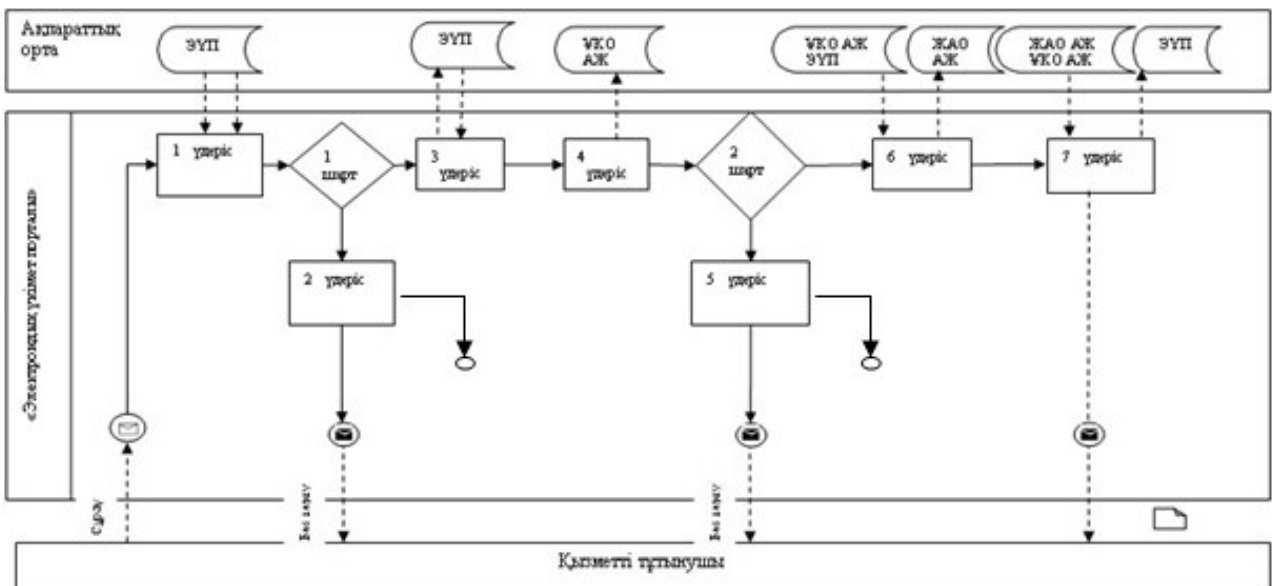 Ақпараттық
орта
ЭҮП
ЭҮП
ҰКО
АЖ
ҰКО АЖ
ЭҮП
ЖАО
АЖ
ЖАО АЖ
ҰКО АЖ
ЭҮП
«Электрондық үкімет порталы»
1 үдеріс
1
шарт
3
үдеріс
4
үдеріс
2
шарт
6 үдеріс
7 үдеріс
2 үдеріс
5 үдеріс
Сұрау
Бас тарту
Бас тарту
Қызметті тұтынушы